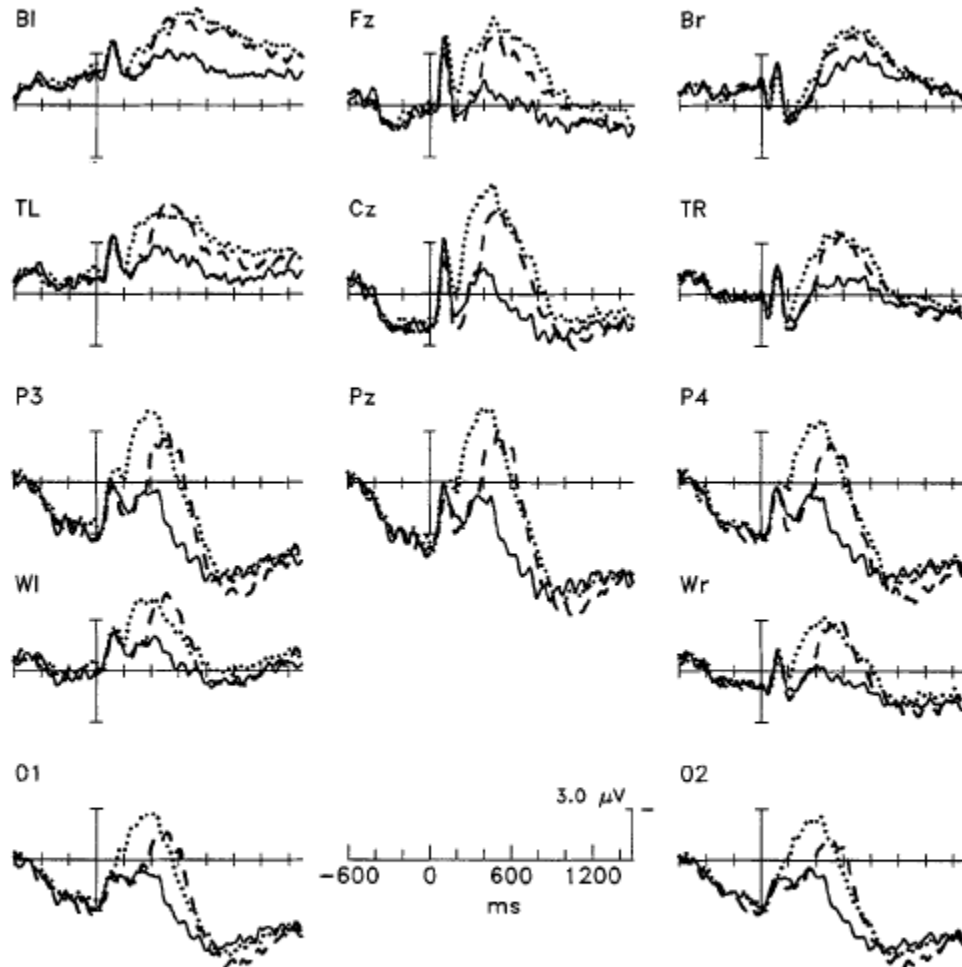 Bl Fz Br
TL Cz TR
P3 Pz P4
Wl Wr
O1 3.0 μV O2
-600 0 600 1200
ms